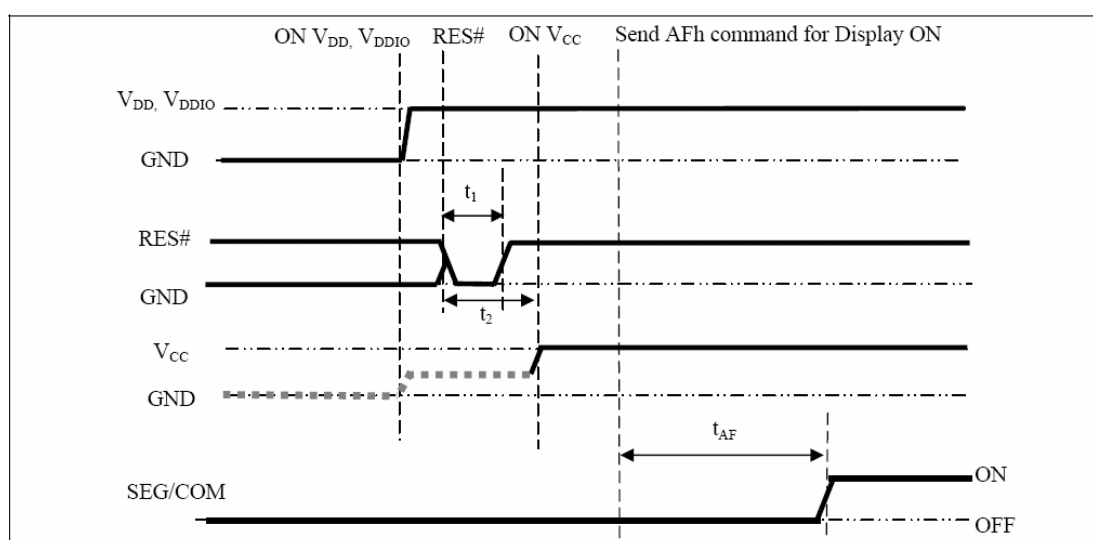 ON VDD, VDDIO RES# ON VCC Send AFh command for Display ON
VDD, VDDIO
GND
t1
RES#
GND
t2
VCC
GND
tAF
SEG/COM
ON
OFF